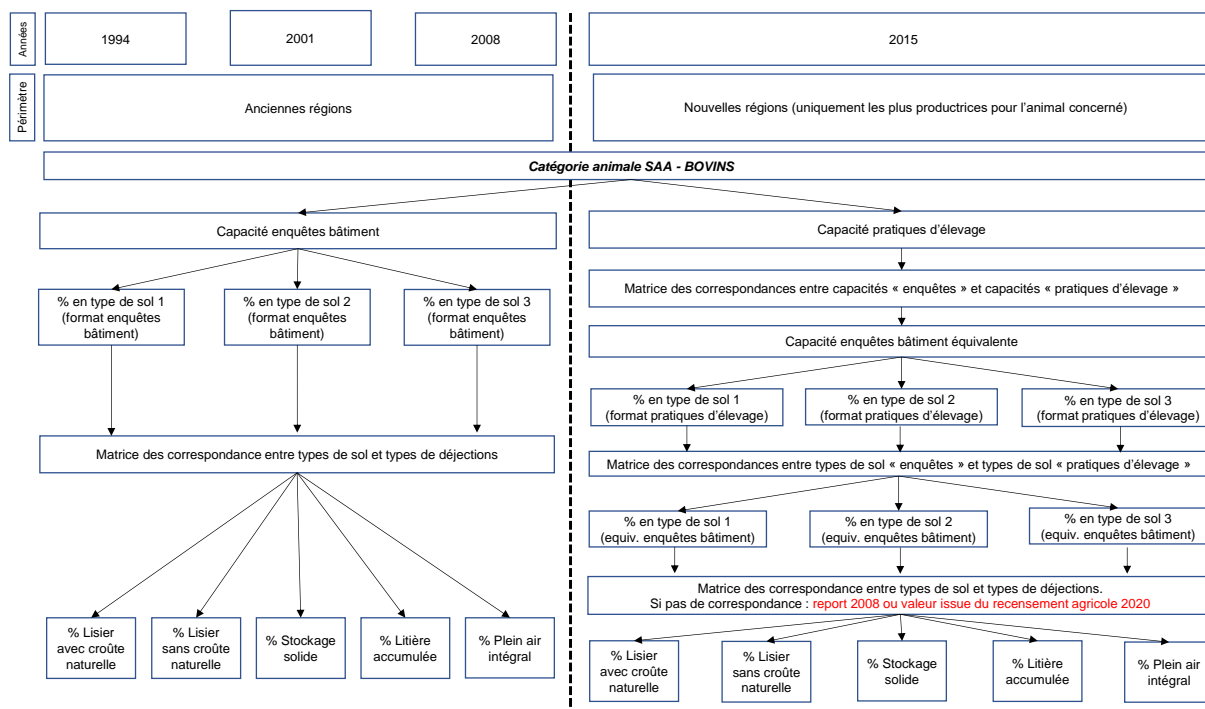 Années
1994
2001
2008
2015
Périmètre
Anciennes régions
Nouvelles régions (uniquement les plus productrices pour l'animal concerné)
Catégorie animale SAA - BOVINS
Capacité enquêtes bâtiment
% en type de sol 1
(format enquêtes
bâtiment)
% en type de sol 2
(format enquêtes
bâtiment)
% en type de sol 3
(format enquêtes
bâtiment)
Matrice des correspondance entre types de sol et types de déjections
% Lisier
avec croûte
naturelle
% Lisier
sans croûte
naturelle
% Stockage
solide
% Litière
accumulée
% Plein air
intégral
Capacité pratiques d'élevage
Matrice des correspondances entre capacités « enquêtes » et capacités « pratiques d'élevage »
Capacité enquêtes bâtiment équivalente
% en type de sol 1
(format pratiques d'élevage)
% en type de sol 2
(format pratiques d'élevage)
% en type de sol 3
(format pratiques d'élevage)
Matrice des correspondances entre types de sol « enquêtes » et types de sol « pratiques d'élevage »
% en type de sol 1
(equiv. enquêtes bâtiment)
% en type de sol 2
(equiv. enquêtes bâtiment)
% en type de sol 3
(equiv. enquêtes bâtiment)
Matrice des correspondance entre types de sol et types de déjections.
Si pas de correspondance : report 2008 ou valeur issue du recensement agricole 2020
% Lisier
avec croûte
naturelle
% Lisier
sans croûte
naturelle
% Stockage
solide
% Litière
accumulée
% Plein air
intégral